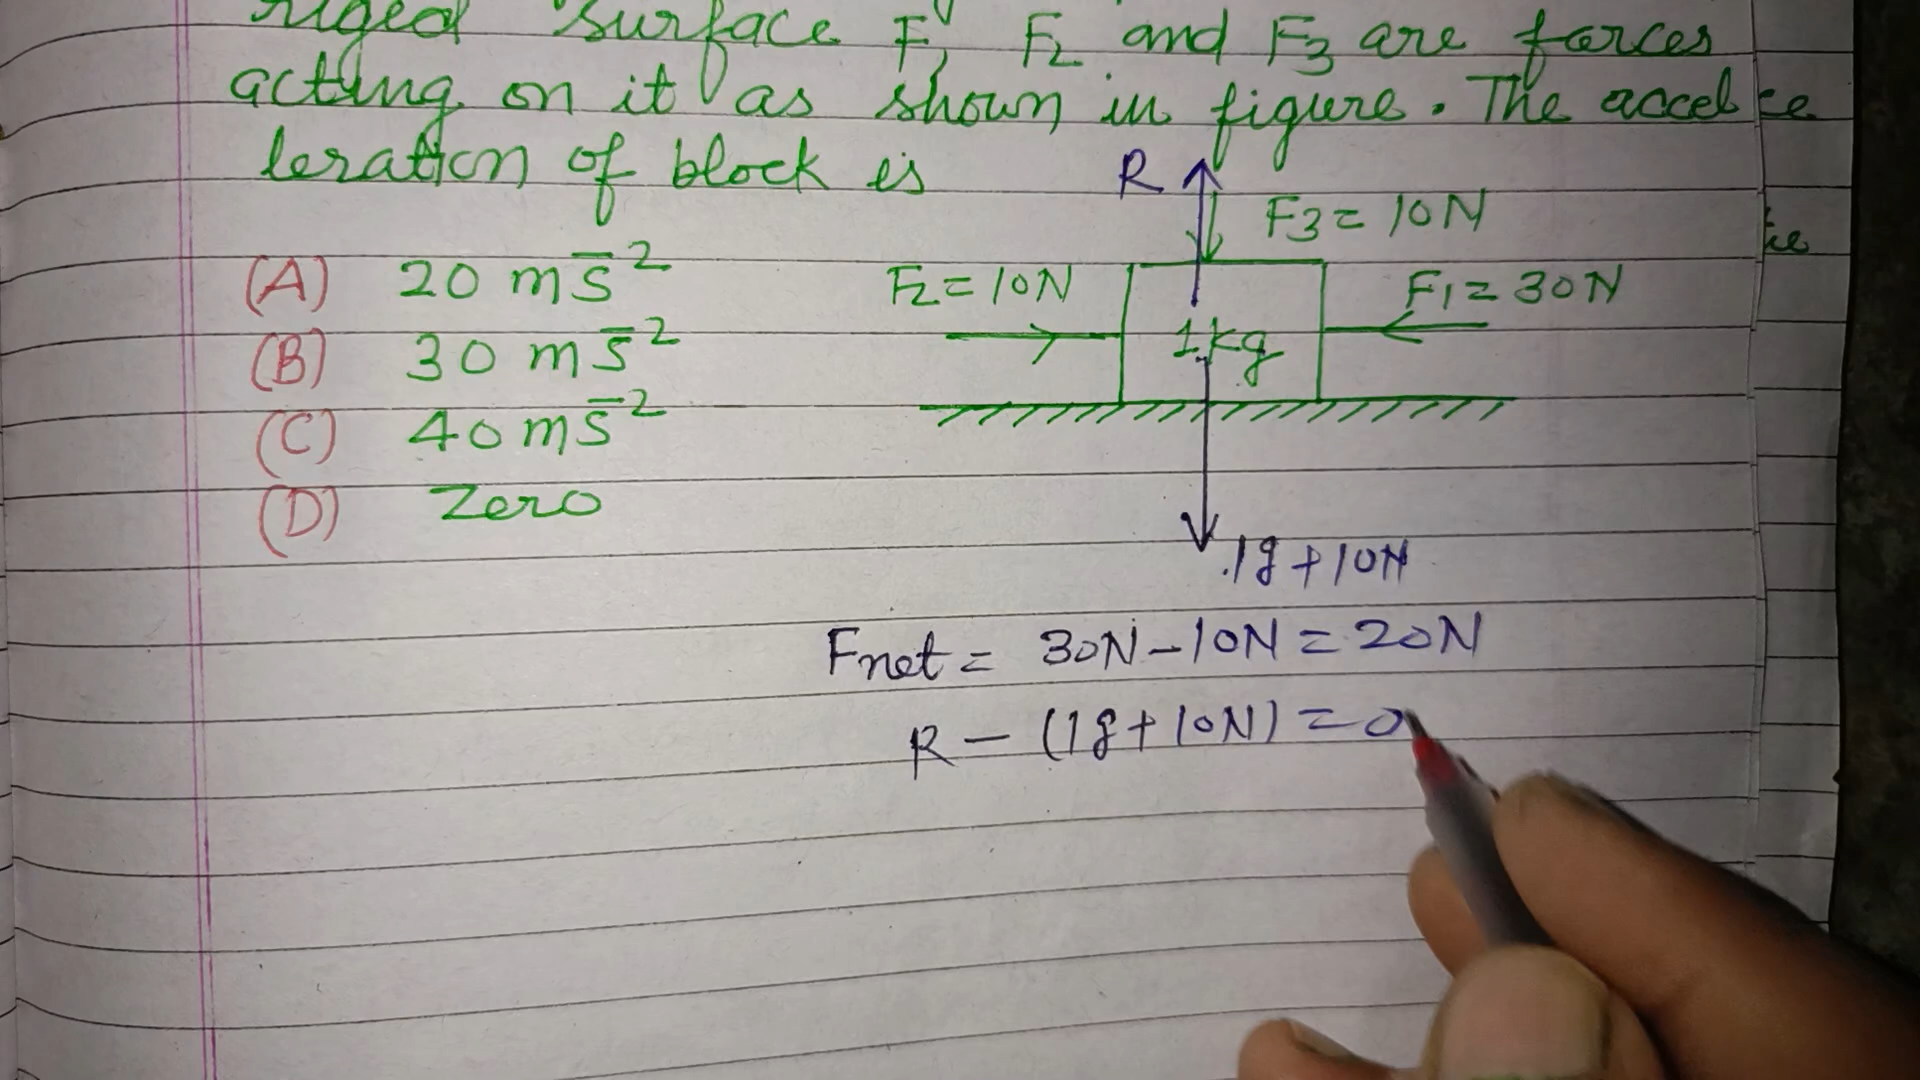 riged surface F1, F2 and F3 are forces
acting on it as shown in figure. The accel
leration of block is
R
F3 = 10N
(A) 20 ms̄²
F2 = 10N
F1 = 30N
(B) 30 ms̄²
1kg
(C) 40 ms̄²
(D) Zero
1g + 10N
Fnet = 30N - 10N = 20N
R - (1g + 10N) = 0